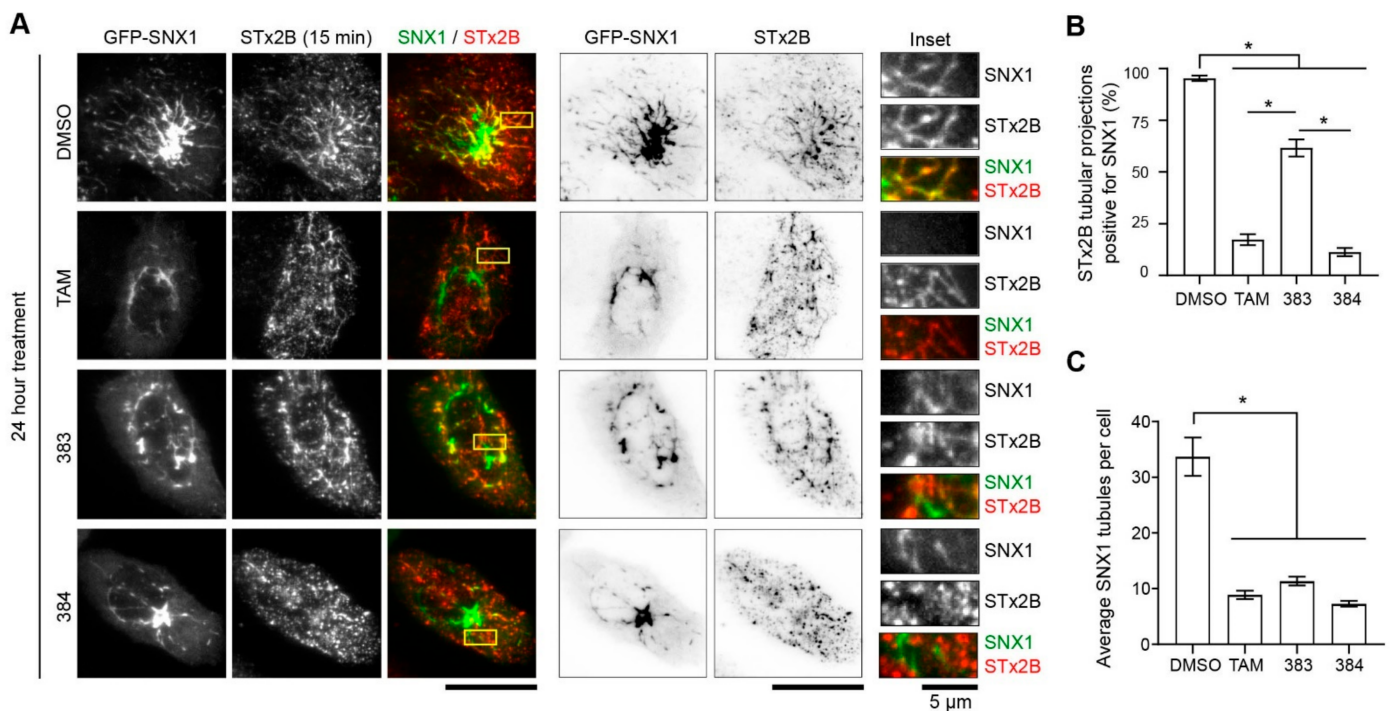 A
GFP-SNX1 STx2B (15 min) SNX1 / STx2B GFP-SNX1 STx2B Inset
24 hour treatment
DMSO
SNX1
STx2B
SNX1
STx2B
TAM
SNX1
STx2B
SNX1
STx2B
383
SNX1
STx2B
SNX1
STx2B
384
SNX1
STx2B
SNX1
STx2B
5 µm
B
STx2B tubular projections
positive for SNX1 (%)
100
75
50
25
0
* * *
DMSO TAM 383 384
C
Average SNX1 tubules per cell
40
30
20
10
0
*
DMSO TAM 383 384